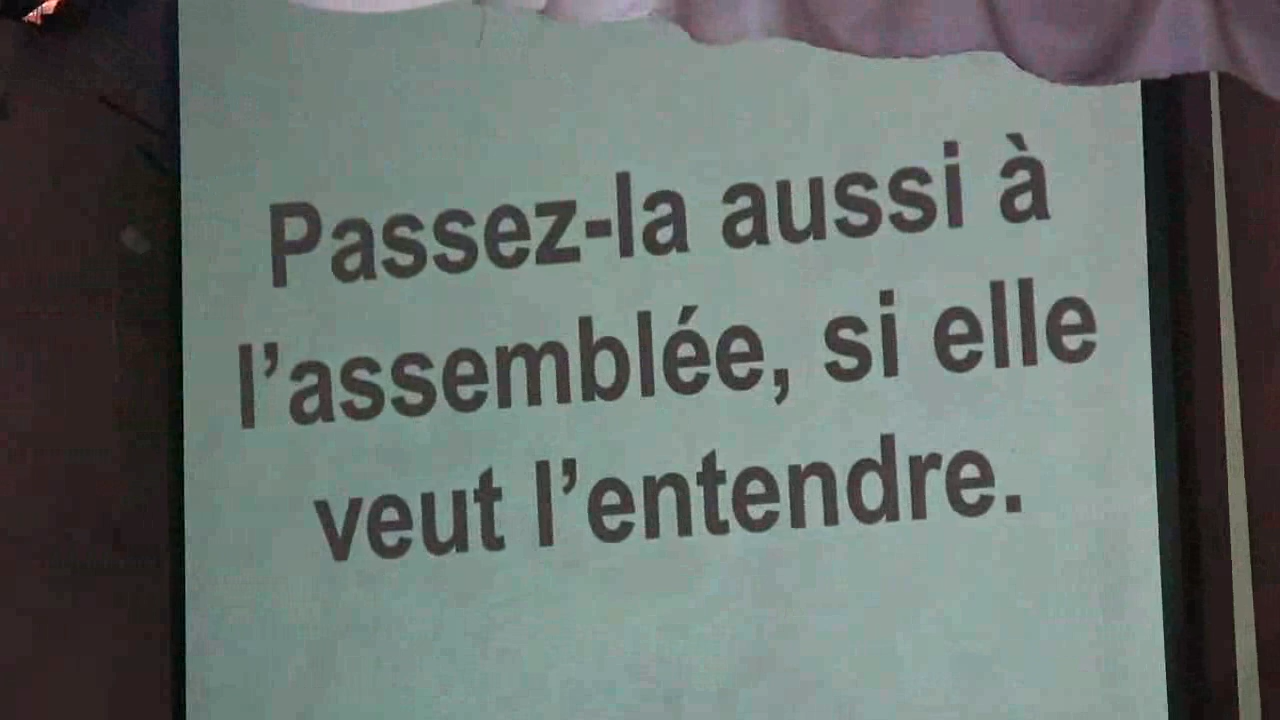 Passez-la aussi à
l’assemblée, si elle
veut l’entendre.